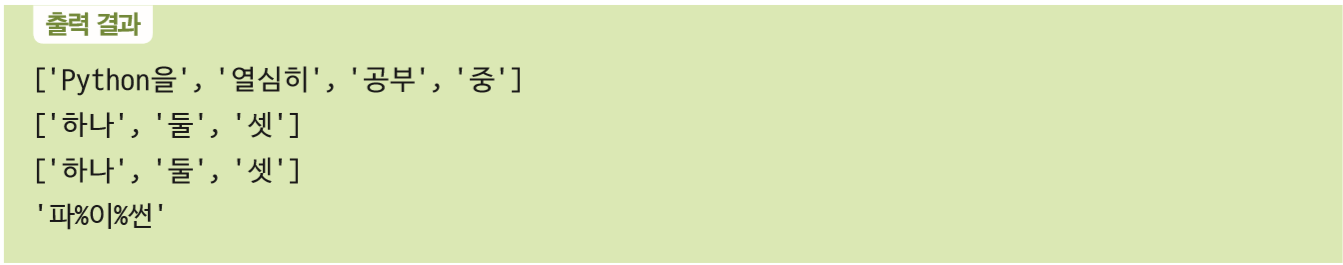 출력 결과
['Python을', '열심히', '공부', '중']
['하나', '둘', '셋']
['하나', '둘', '셋']
'파%이%썬'